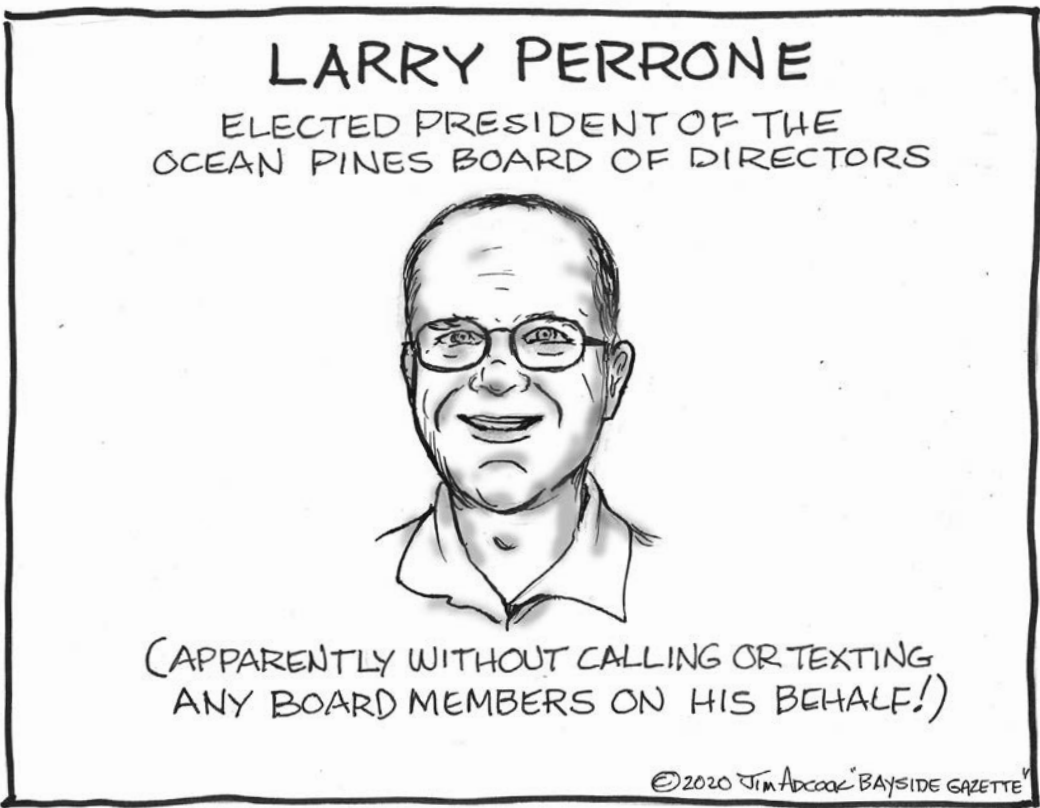 LARRY PERRONE
ELECTED PRESIDENT OF THE
OCEAN PINES BOARD OF DIRECTORS
(APPARENTLY WITHOUT CALLING OR TEXTING
ANY BOARD MEMBERS ON HIS BEHALF!)
©2020 JIM ADCOCK "BAYSIDE GAZETTE"